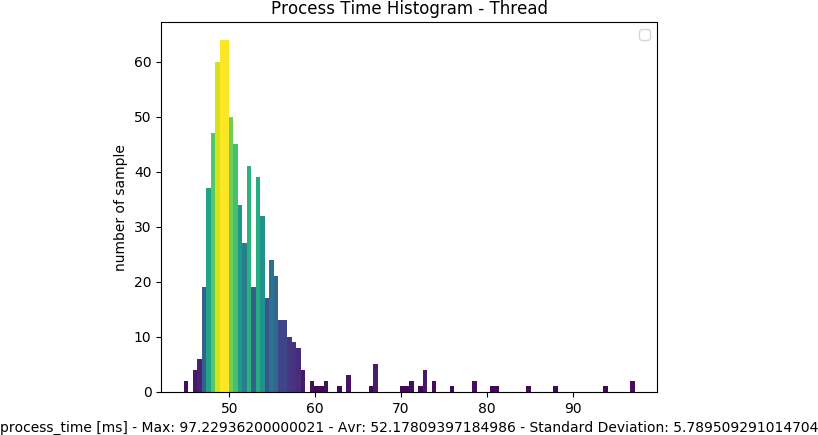 Process Time Histogram - Thread
number of sample
60
50
40
30
20
10
0
50 60 70 80 90
process_time [ms] - Max: 97.22936200000021 - Avr: 52.17809397184986 - Standard Deviation: 5.789509291014704